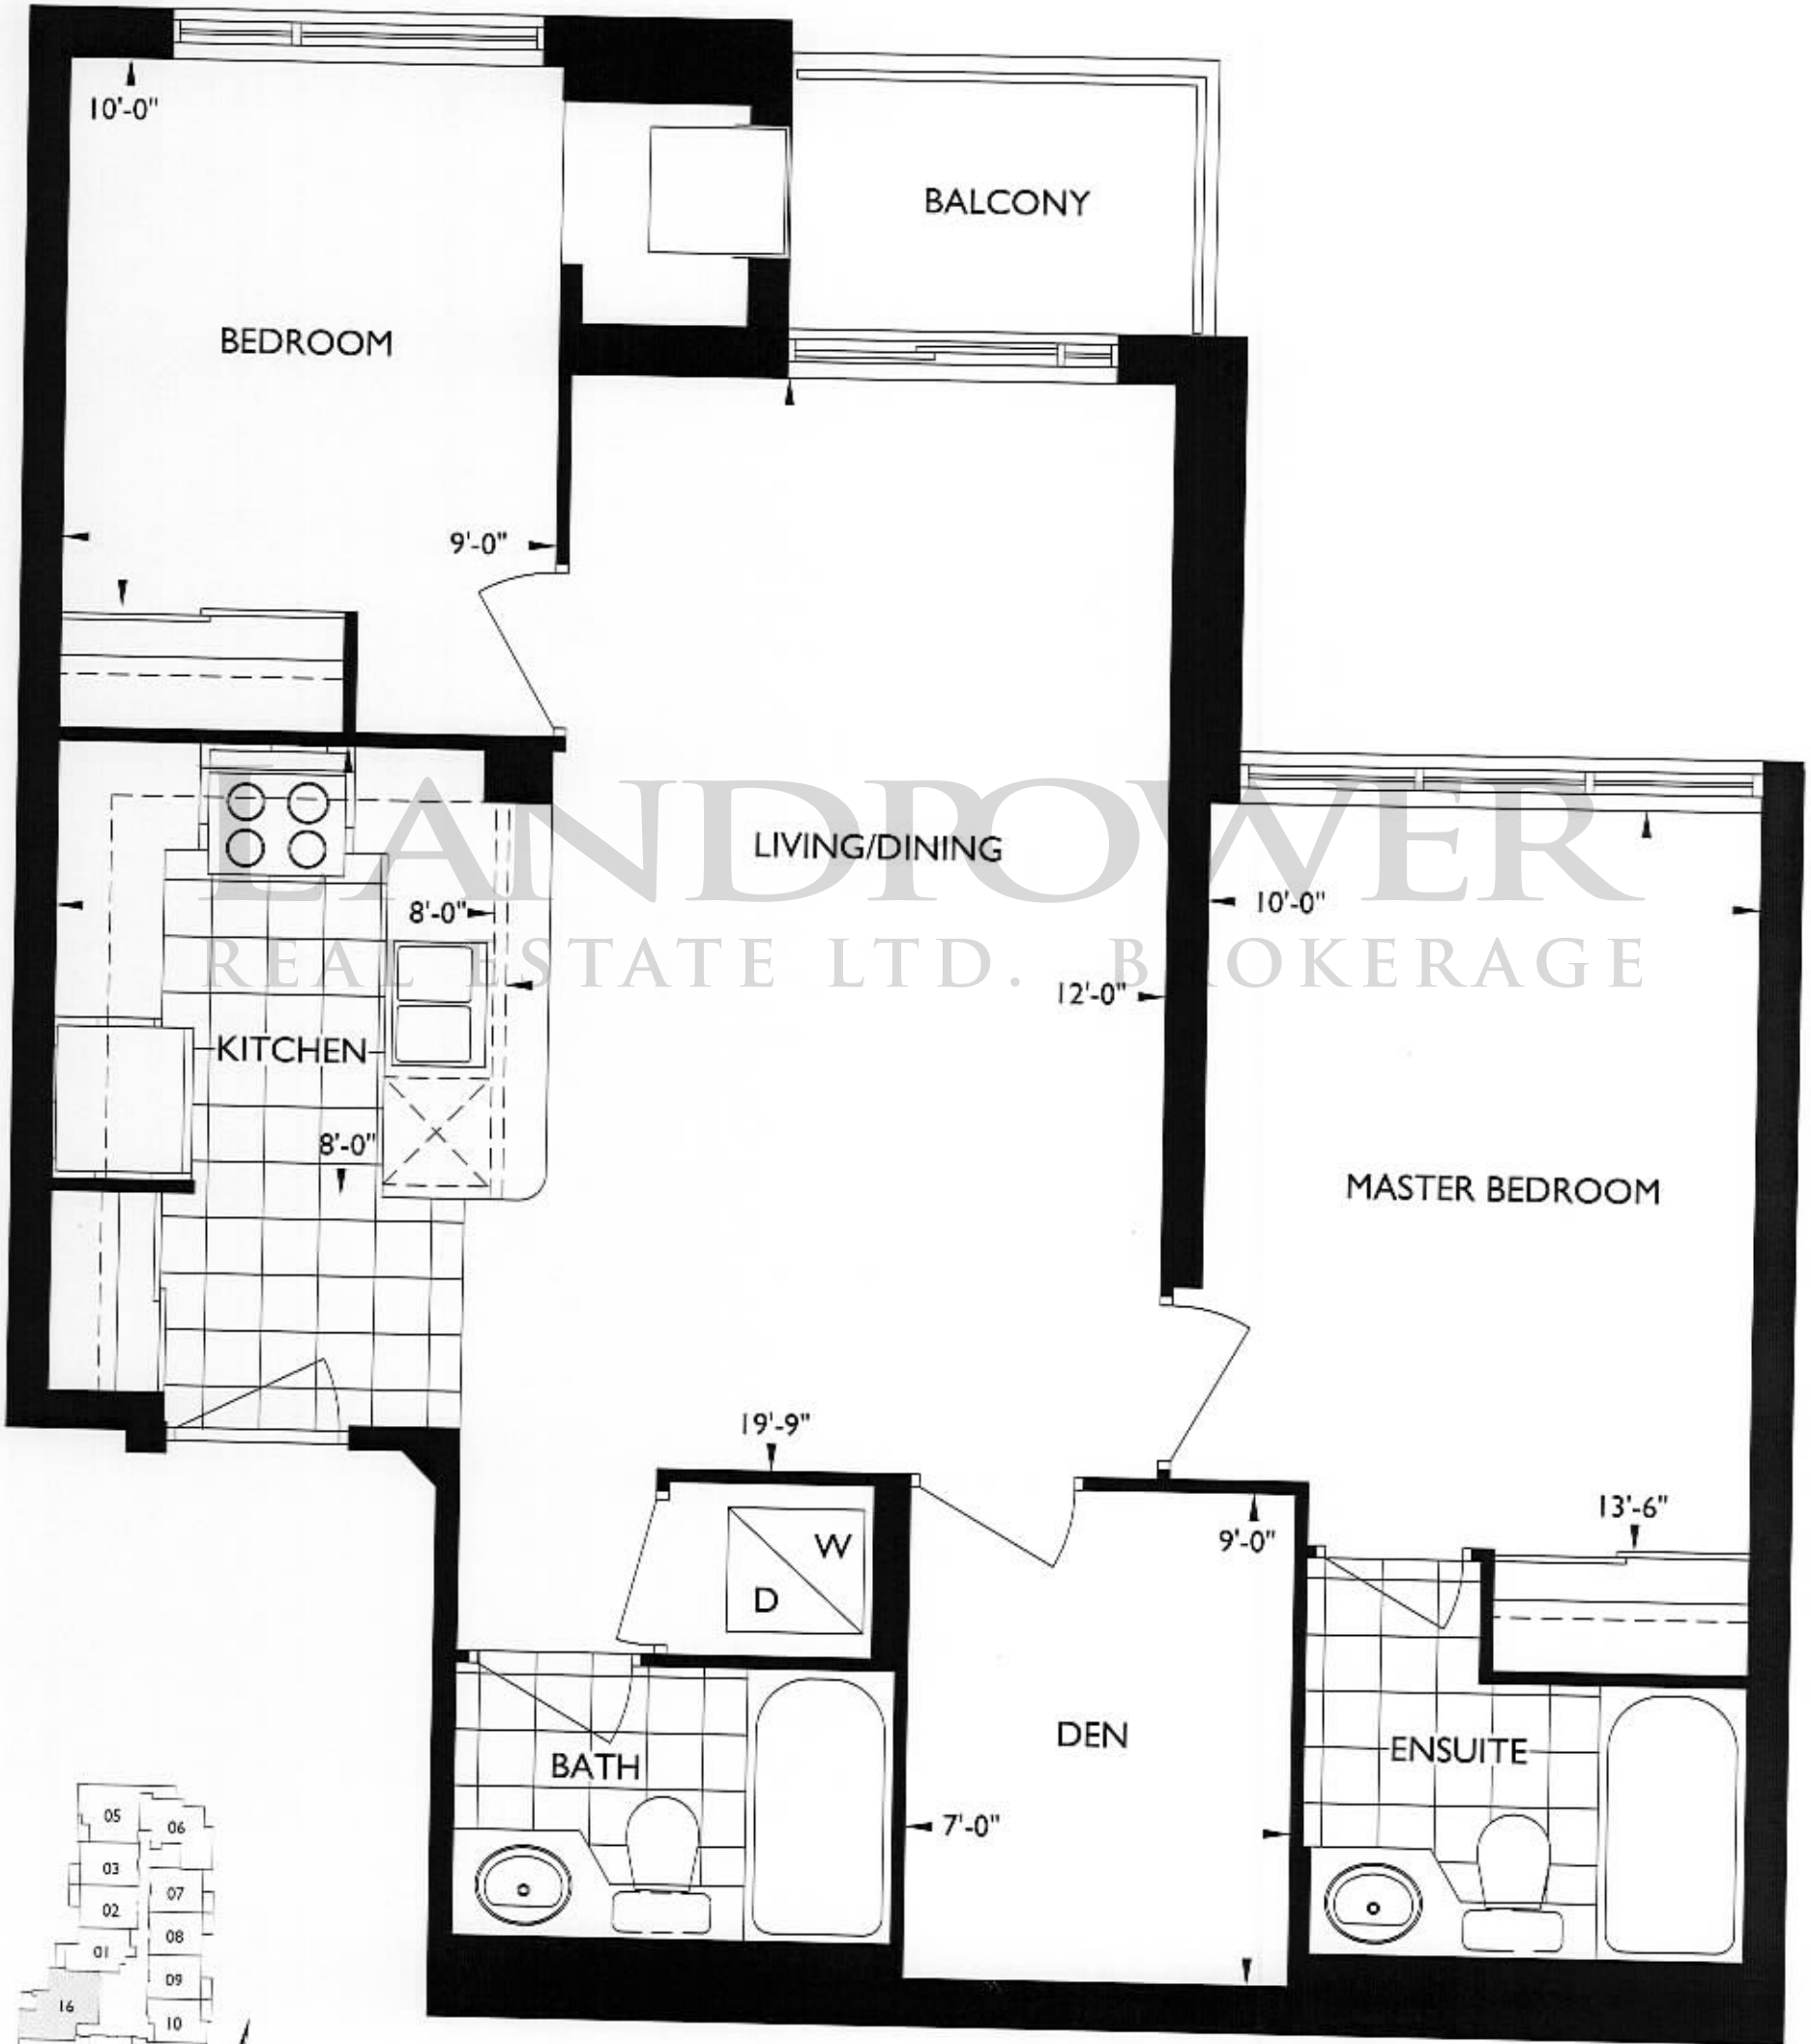 10'-0"
BALCONY
BEDROOM
9'-0"
LANDPOWER
LIVING/DINING
8'-0"
10'-0"
REAL ESTATE LTD. BROKERAGE
12'-0"
KITCHEN
8'-0"
MASTER BEDROOM
19'-9"
13'-6"
9'-0"
W
D
DEN
BATH
ENSUITE
7'-0"
05
06
03
07
02
08
01
09
16
10